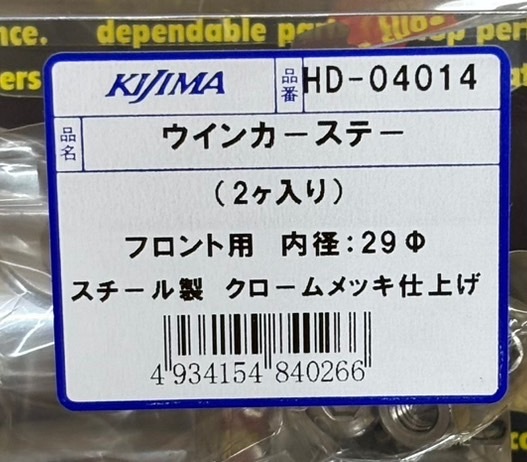 nce. dependable
ers
KIJIMA 品番 HD-04014
品名 ウインカーステー
(2ヶ入り)
フロント用 内径:29Φ
スチール製 クロームメッキ仕上げ
4 934154 840266